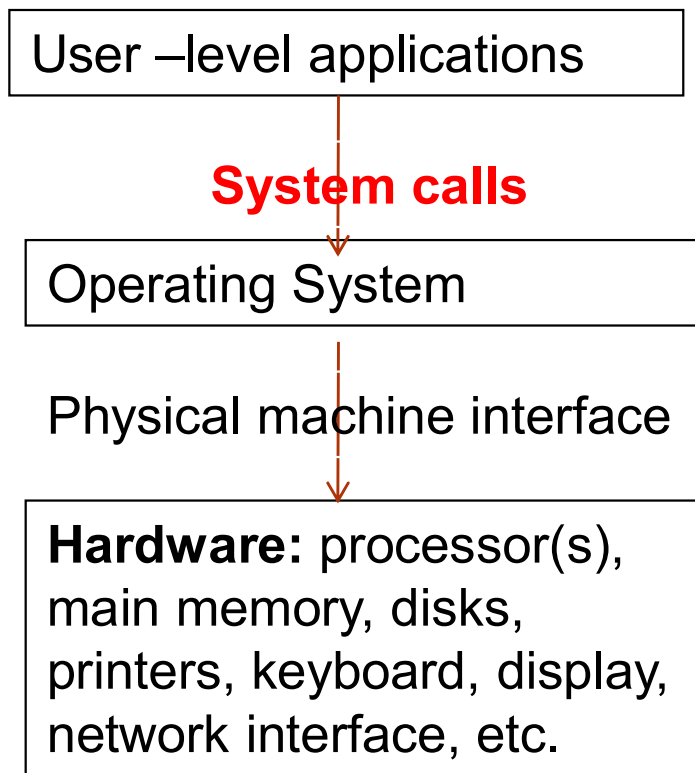 User –level applications
System calls
Operating System
Physical machine interface
Hardware: processor(s),
main memory, disks,
printers, keyboard, display,
network interface, etc.